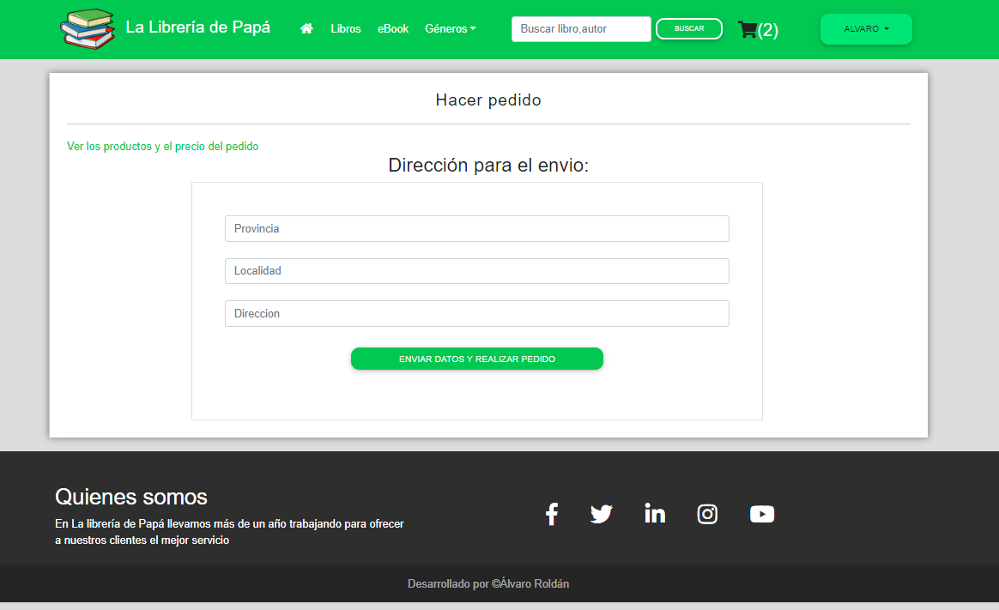 La Librería de Papá
Libros
eBook
Géneros
Buscar libro,autor
BUSCAR
(2)
ALVARO
Hacer pedido
Ver los productos y el precio del pedido
Dirección para el envio:
Provincia
Localidad
Direccion
ENVIAR DATOS Y REALIZAR PEDIDO
Quienes somos
En La librería de Papá llevamos más de un año trabajando para ofrecer
a nuestros clientes el mejor servicio
Desarrollado por ©Álvaro Roldán